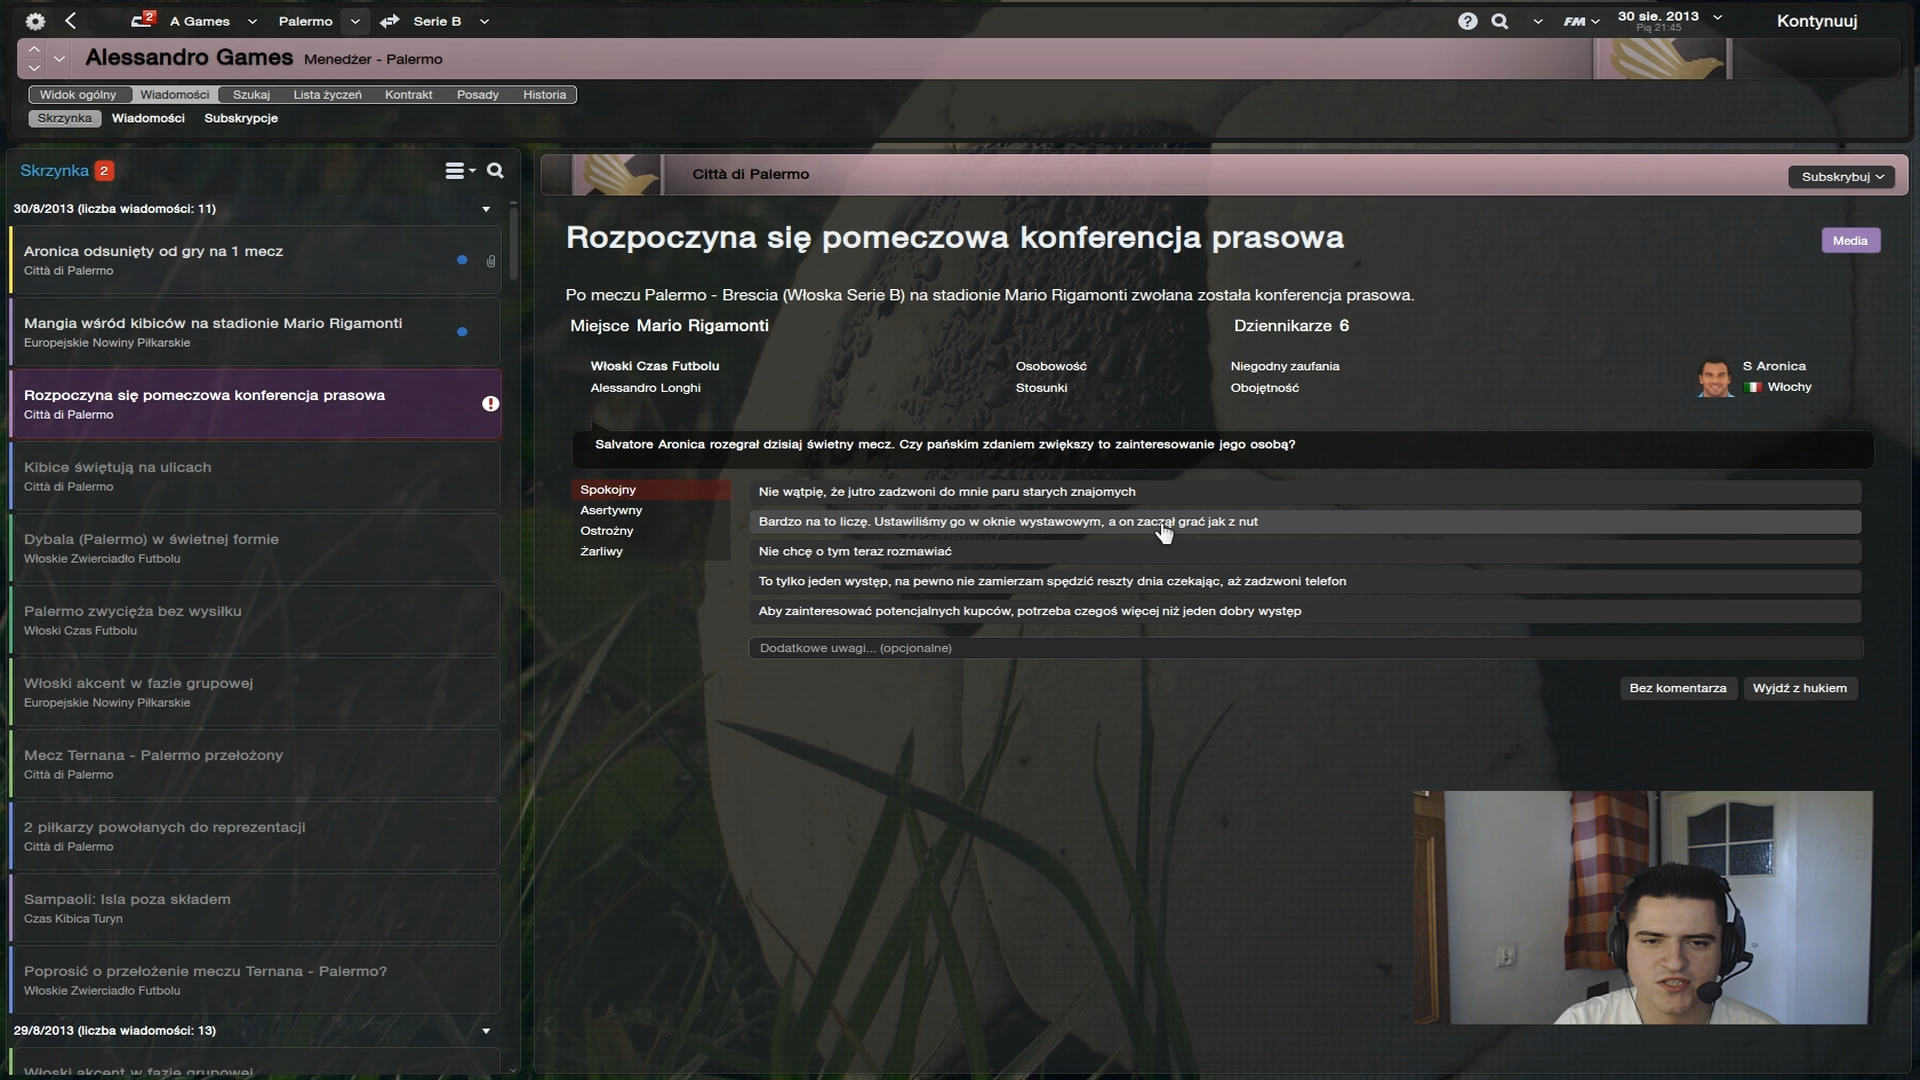 2
A Games
Palermo
Serie B
FM
30 sie. 2013
Pią 21:45
Kontynuuj
Alessandro Games Menedżer - Palermo
Widok ogólny Wiadomości Szukaj Lista życzeń Kontrakt Posady Historia
Skrzynka Wiadomości Subskrypcje
Skrzynka 2
30/8/2013 (liczba wiadomości: 11)
Aronica odsunięty od gry na 1 mecz
Città di Palermo
Mangia wśród kibiców na stadionie Mario Rigamonti
Europejskie Nowiny Piłkarskie
Rozpoczyna się pomeczowa konferencja prasowa
Città di Palermo
Kibice świętują na ulicach
Città di Palermo
Dybala (Palermo) w świetnej formie
Włoskie Zwierciadło Futbolu
Palermo zwycięża bez wysiłku
Włoski Czas Futbolu
Włoski akcent w fazie grupowej
Europejskie Nowiny Piłkarskie
Mecz Ternana - Palermo przełożony
Città di Palermo
2 piłkarzy powołanych do reprezentacji
Città di Palermo
Sampaoli: Isla poza składem
Czas Kibica Turyn
Poprosić o przełożenie meczu Ternana - Palermo?
Włoskie Zwierciadło Futbolu
29/8/2013 (liczba wiadomości: 13)
Włoski akcent w fazie grupowej
Città di Palermo
Subskrybuj
Rozpoczyna się pomeczowa konferencja prasowa
Media
Po meczu Palermo - Brescia (Włoska Serie B) na stadionie Mario Rigamonti zwołana została konferencja prasowa.
Miejsce Mario Rigamonti Dziennikarze 6
Włoski Czas Futbolu Osobowość Niegodny zaufania S Aronica
Alessandro Longhi Stosunki Obojętność Włochy
Salvatore Aronica rozegrał dzisiaj świetny mecz. Czy pańskim zdaniem zwiększy to zainteresowanie jego osobą?
Spokojny
Asertywny
Ostrożny
Żarliwy
Nie wątpię, że jutro zadzwoni do mnie paru starych znajomych
Bardzo na to liczę. Ustawiliśmy go w oknie wystawowym, a on zaczął grać jak z nut
Nie chcę o tym teraz rozmawiać
To tylko jeden występ, na pewno nie zamierzam spędzić reszty dnia czekając, aż zadzwoni telefon
Aby zainteresować potencjalnych kupców, potrzeba czegoś więcej niż jeden dobry występ
Dodatkowe uwagi... (opcjonalne)
Bez komentarza Wyjdź z hukiem